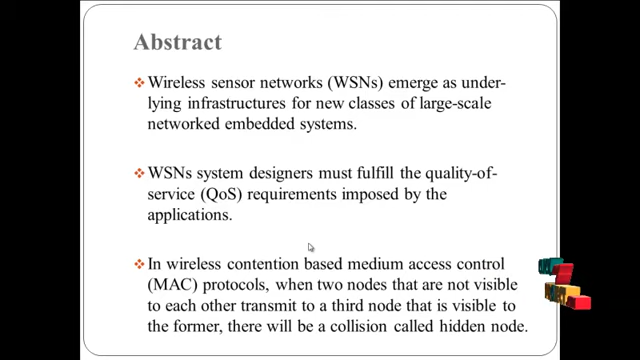 Abstract
Wireless sensor networks (WSNs) emerge as under-
lying infrastructures for new classes of large-scale
networked embedded systems.
WSNs system designers must fulfill the quality-of-
service (QoS) requirements imposed by the
applications.
In wireless contention based medium access control
(MAC) protocols, when two nodes that are not visible
to each other transmit to a third node that is visible to
the former, there will be a collision called hidden node.